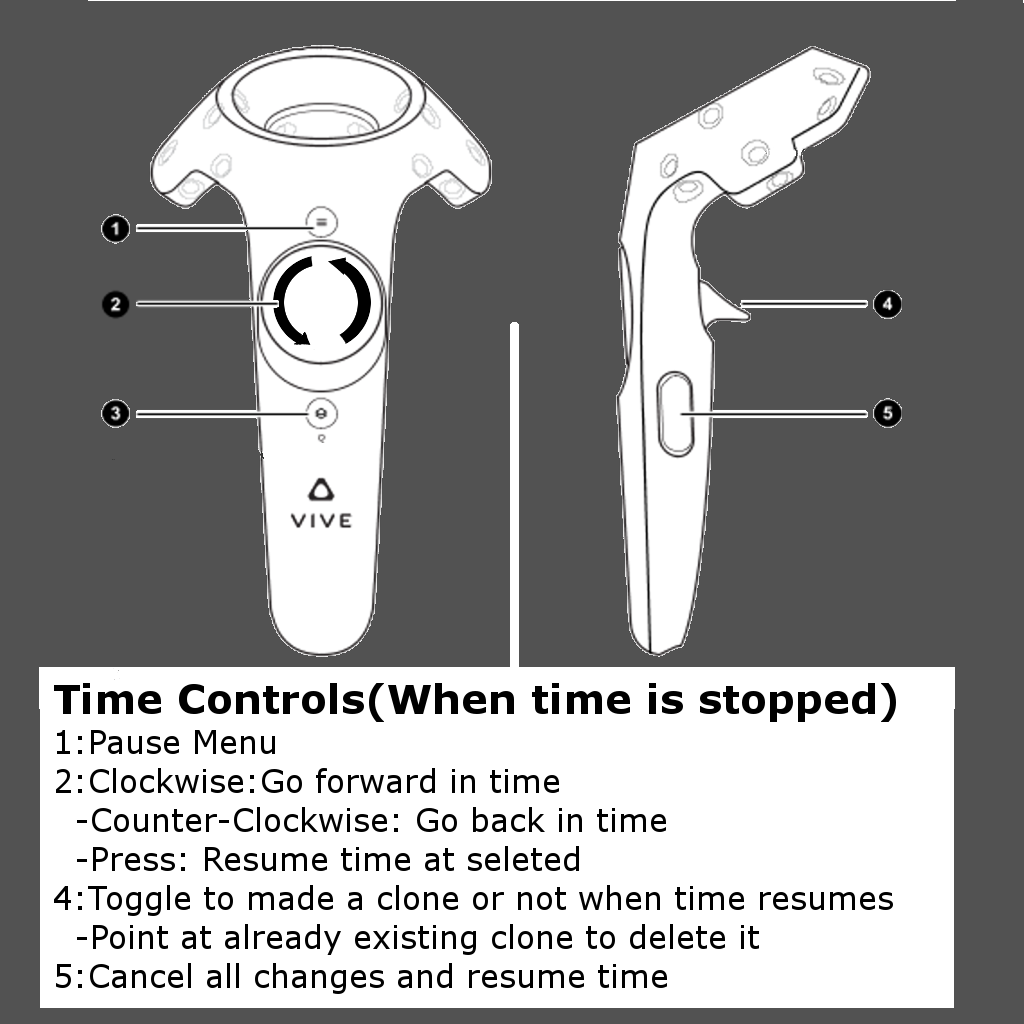 1
2
3
VIVE
4
5
Time Controls(When time is stopped)
1:Pause Menu
2:Clockwise:Go forward in time
-Counter-Clockwise: Go back in time
-Press: Resume time at seleted
4:Toggle to made a clone or not when time resumes
-Point at already existing clone to delete it
5:Cancel all changes and resume time